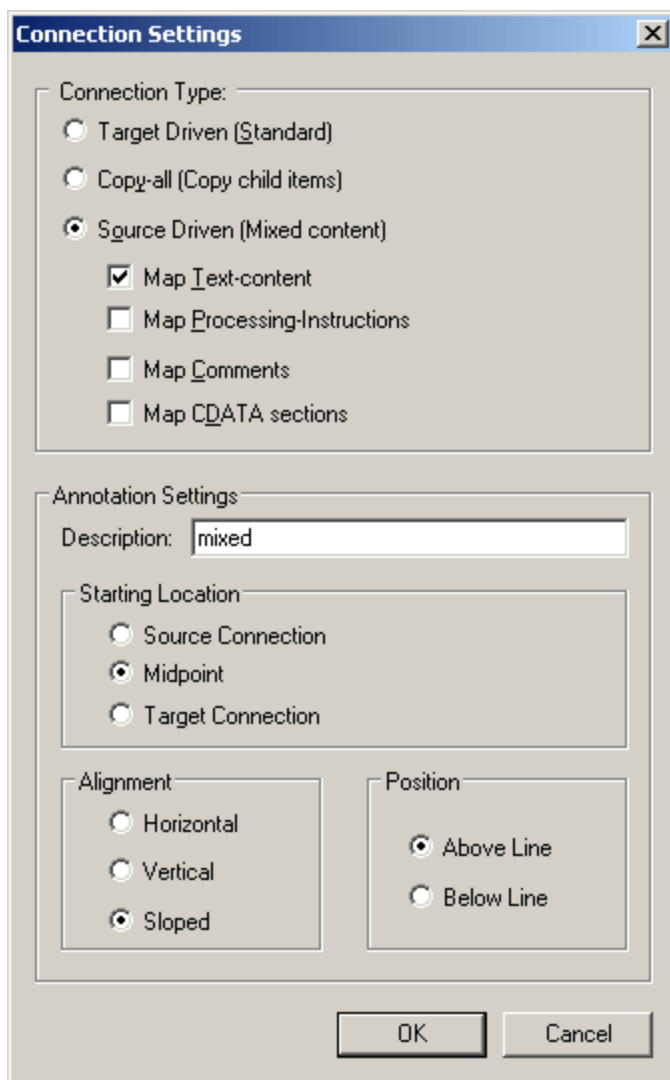 Connection Settings
Connection Type:
Target Driven (Standard)
Copy-all (Copy child items)
Source Driven (Mixed content)
Map Text-content
Map Processing-Instructions
Map Comments
Map CDATA sections
Annotation Settings
Description: mixed
Starting Location
Source Connection
Midpoint
Target Connection
Alignment
Horizontal
Vertical
Sloped
Position
Above Line
Below Line
OK Cancel